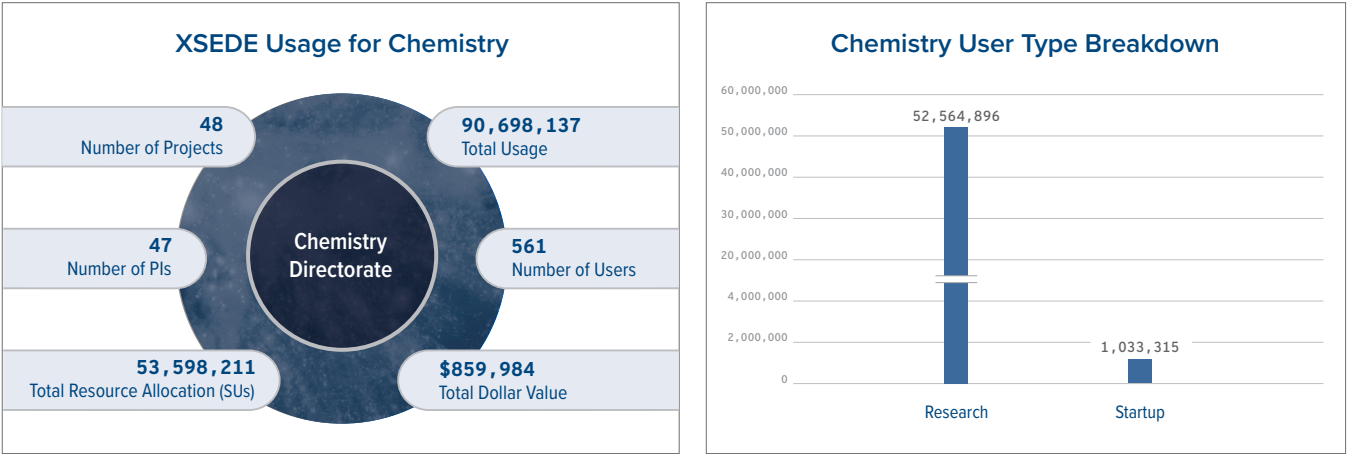 XSEDE Usage for Chemistry
48
Number of Projects
90,698,137
Total Usage
47
Number of PIs
Chemistry
Directorate
561
Number of Users
53,598,211
Total Resource Allocation (SUs)
$859,984
Total Dollar Value
Chemistry User Type Breakdown
60,000,000
52,564,896
50,000,000
40,000,000
30,000,000
20,000,000
4,000,000
2,000,000
1,033,315
0
Research
Startup